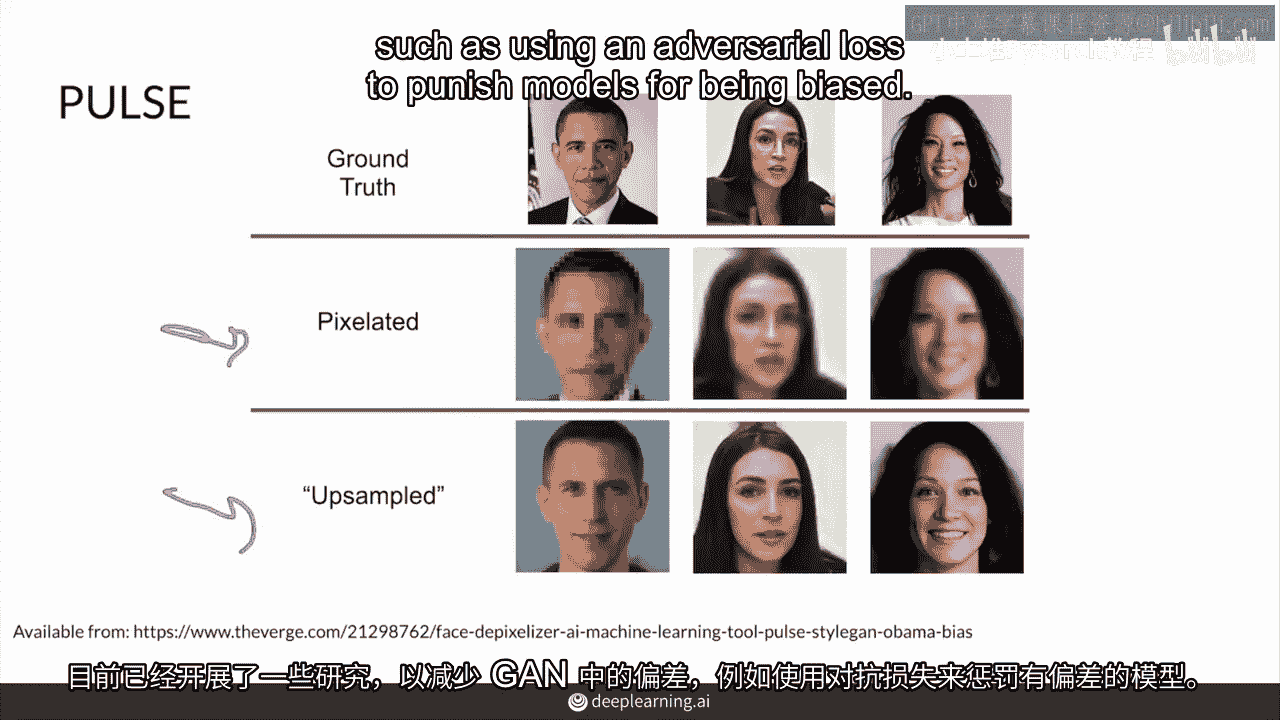 such as using an adversarial loss
to punish models for being biased.
PULSE
Ground
Truth
Pixelated
“Upsampled”
Available from: https://www.theverge.com/21298762/face-depixelizer-ai-machine-learning-tool-pulse-stylegan-obama-bias
目前已经开展了一些研究，以减少 GAN 中的偏差，例如使用对抗损失来惩罚有偏差的模型。
deeplearning.ai